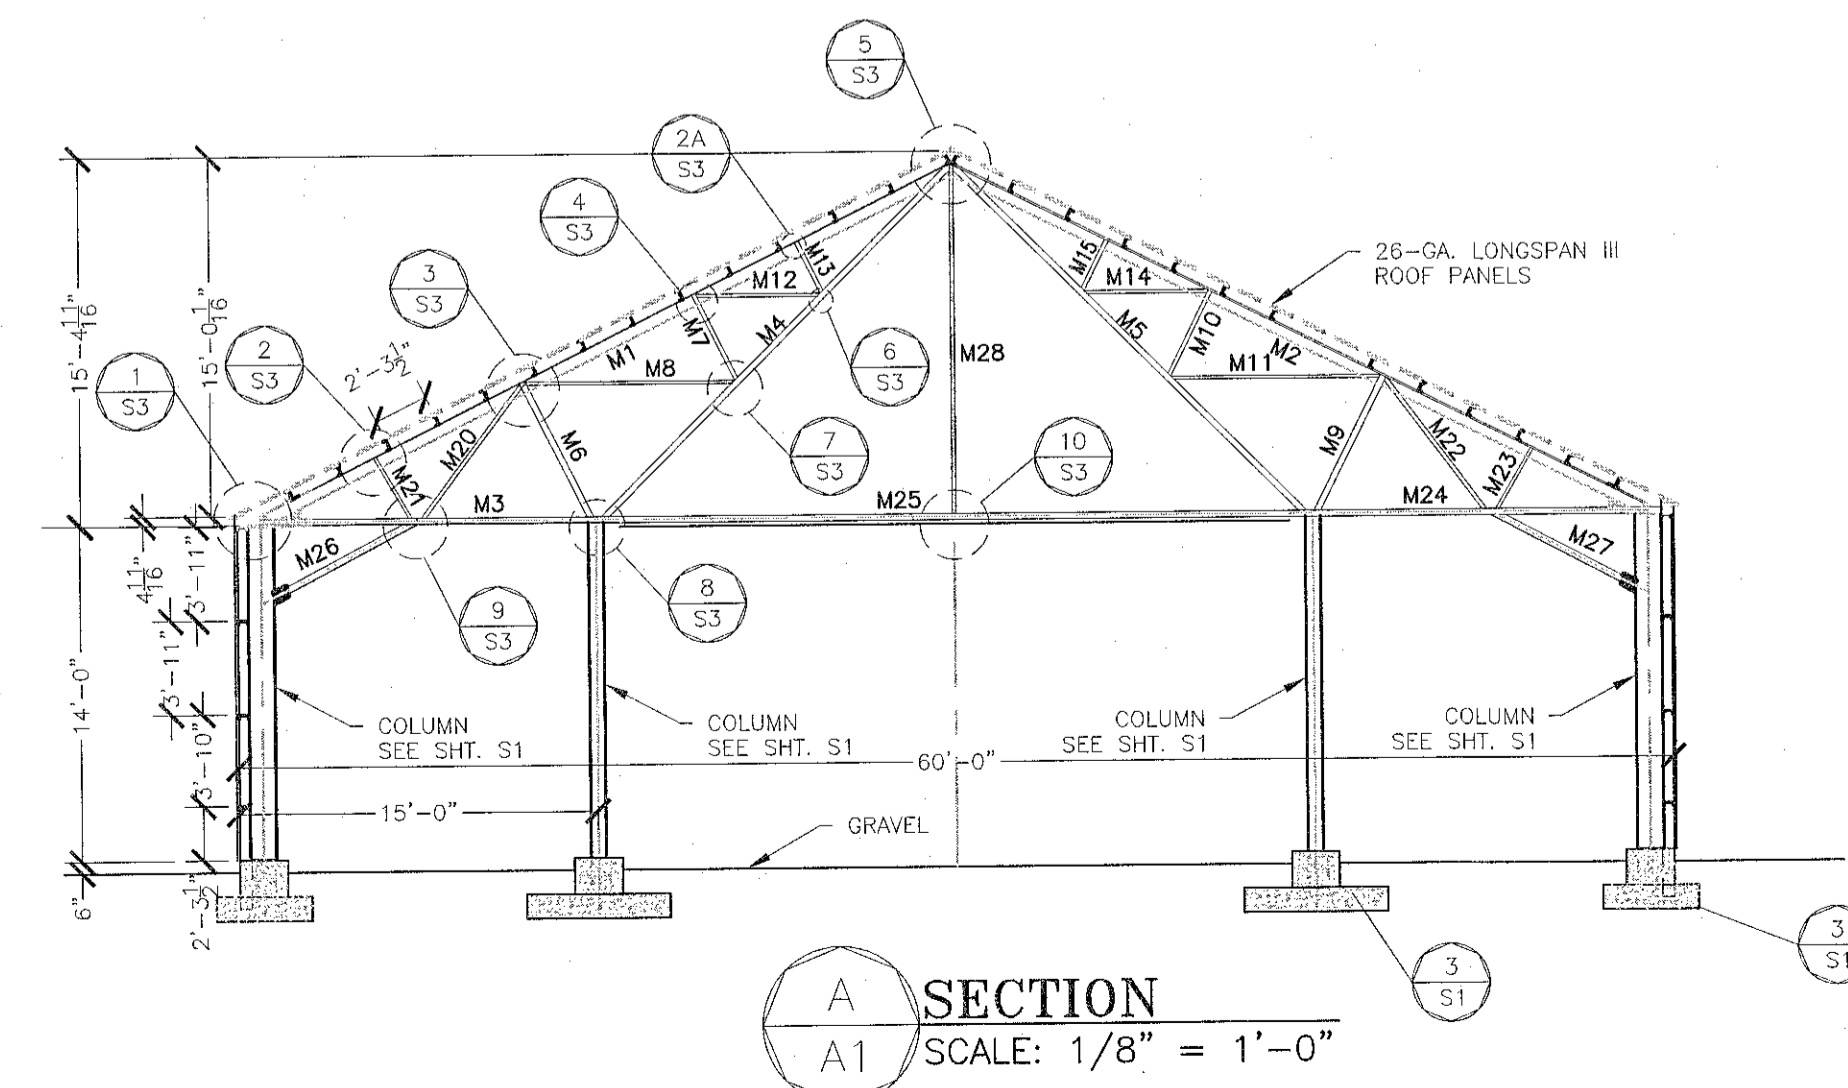 5
S3
2A
S3
4
S3
3
S3
2
S3
1
S3
15'-4 11/16"
15'-0 1/16"
2'-3 1/2"
26-GA. LONGSPAN III
ROOF PANELS
M13
M12
M15
M14
M7
M4
M1
M8
M5
M10
M2
M11
M28
6
S3
7
S3
10
S3
M20
M21
M6
M3
M25
M9
M22
M23
M24
M26
M27
9
S3
8
S3
4 11/16"
3'-11"
3'-11"
3'-10"
14'-0"
2'-3 1/2"
6"
COLUMN
SEE SHT. S1
COLUMN
SEE SHT. S1
COLUMN
SEE SHT. S1
COLUMN
SEE SHT. S1
60'-0"
15'-0"
GRAVEL
3
S1
3
S1
A
A1
SECTION
SCALE: 1/8" = 1'-0"